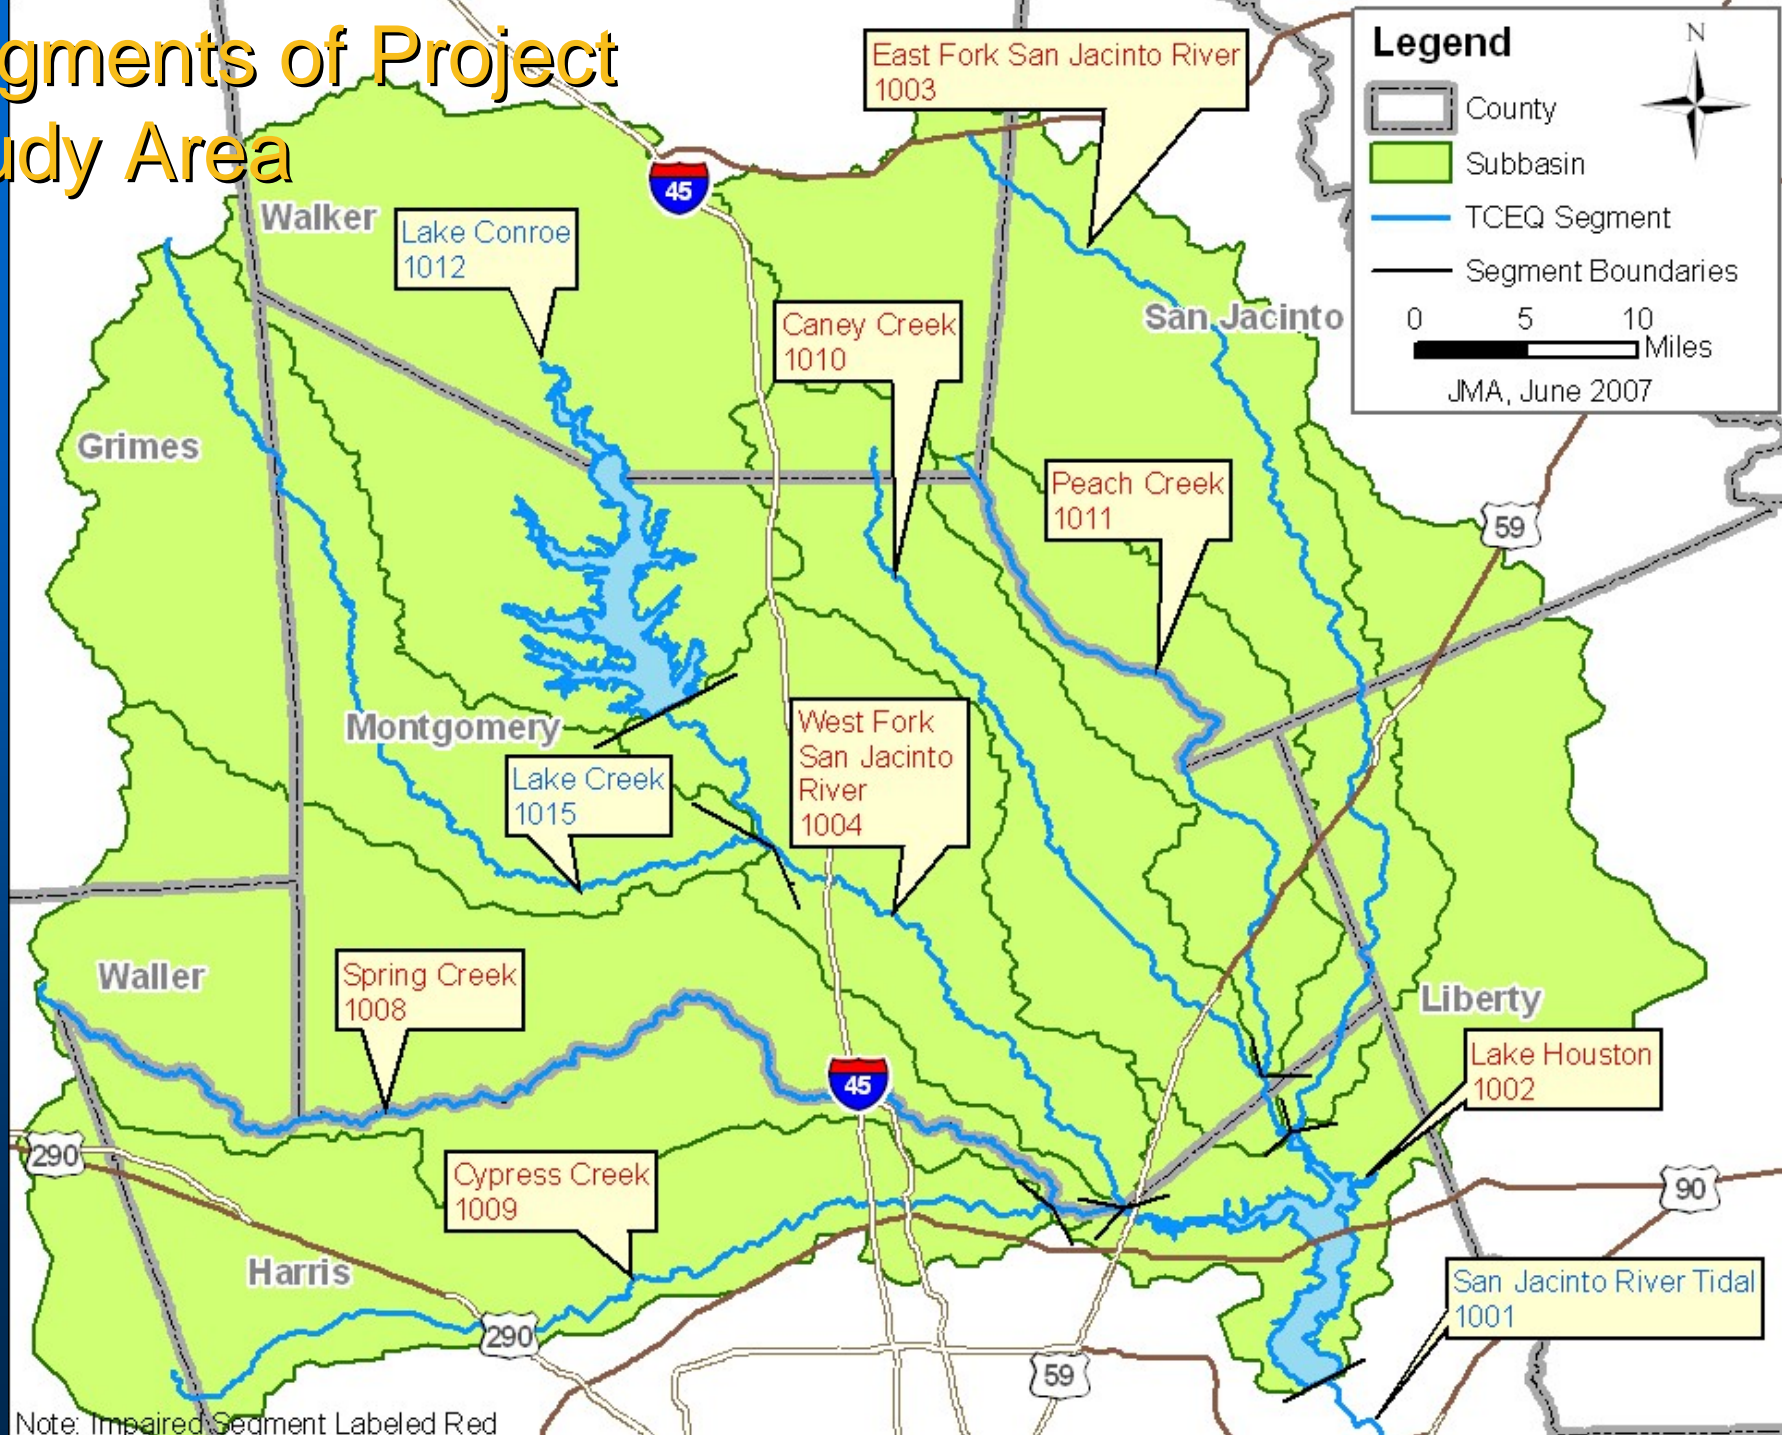 gments of Project
udy Area
East Fork San Jacinto River
1003
Legend
N
County
Subbasin
TCEQ Segment
Segment Boundaries
0 5 10
Miles
JMA, June 2007
45
Walker
Lake Conroe
1012
San Jacinto
Caney Creek
1010
Grimes
Peach Creek
1011
59
Montgomery
West Fork
San Jacinto
River
1004
Lake Creek
1015
Waller
Spring Creek
1008
Liberty
Lake Houston
1002
45
290
Cypress Creek
1009
90
Harris
San Jacinto River Tidal
1001
290
59
Note: Impaired Segment Labeled Red